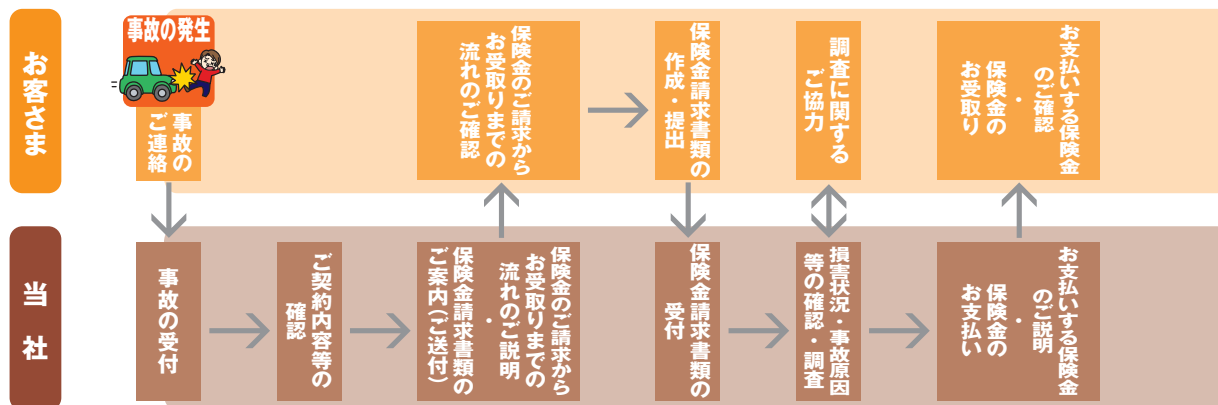 お客さま
事故の発生
事故の
ご連絡
保険金のご請求から
お受取りまでの
流れのご確認
保険金請求書類の
作成・提出
調査に関する
ご協力
お支払いする保険金
のご確認
・
保険金の
お受取り
当社
事故の受付
ご契約内容等の
確認
保険金のご請求から
お受取りまでの
流れのご説明
・
保険金請求書類の
ご案内(ご送付)
保険金請求書類の
受付
損害状況・事故原因
等の確認・調査
お支払いする保険金
のご説明
・
保険金の
お支払い